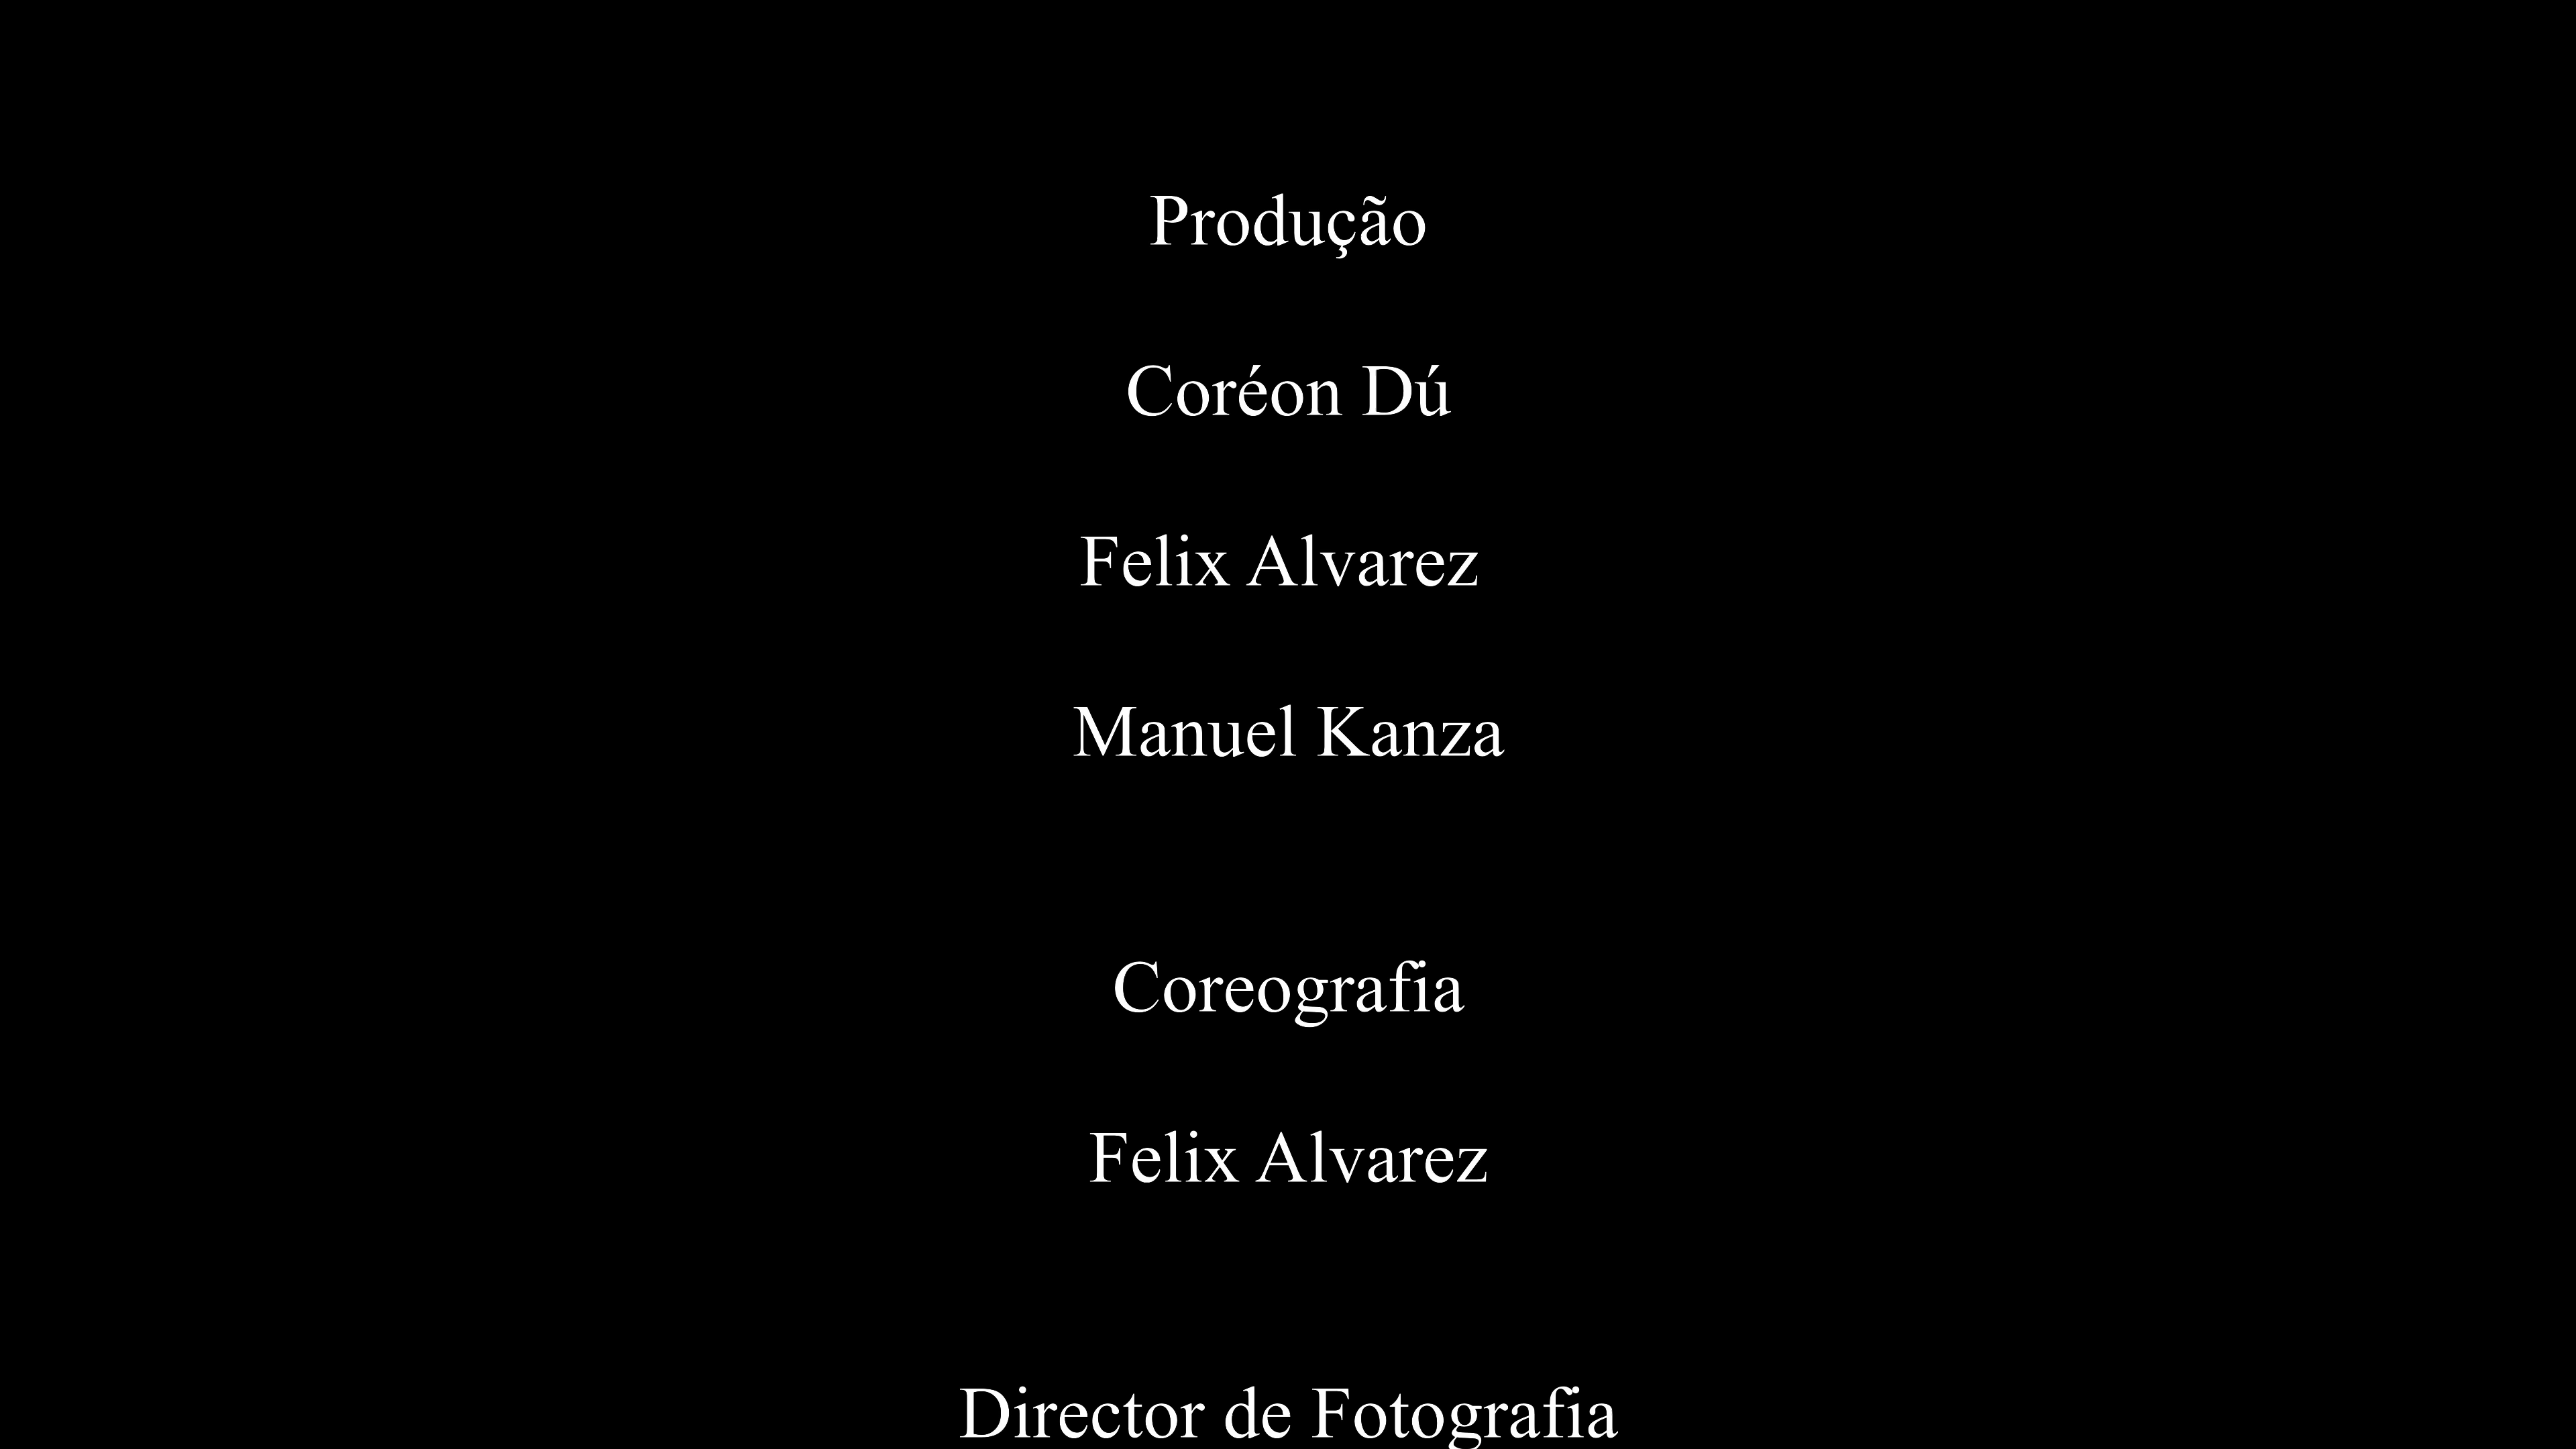 Produção
Coréon Dú
Felix Alvarez
Manuel Kanza
Coreografia
Felix Alvarez
Director de Fotografia